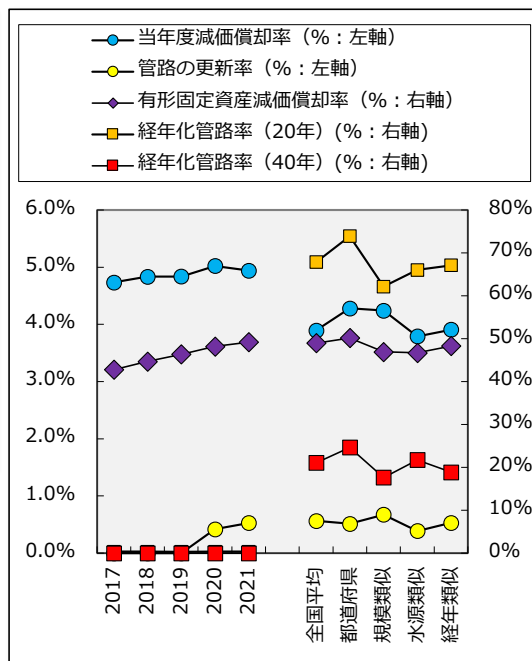 当年度減価償却率（%：左軸）
管路の更新率（%：左軸）
有形固定資産減価償却率（%：右軸）
経年化管路率（20年）(%：右軸)
経年化管路率（40年）(%：右軸)
6.0%
5.0%
4.0%
3.0%
2.0%
1.0%
0.0%
80%
70%
60%
50%
40%
30%
20%
10%
0%
2017
2018
2019
2020
2021
全国平均
都道府県
規模類似
水源類似
経年類似